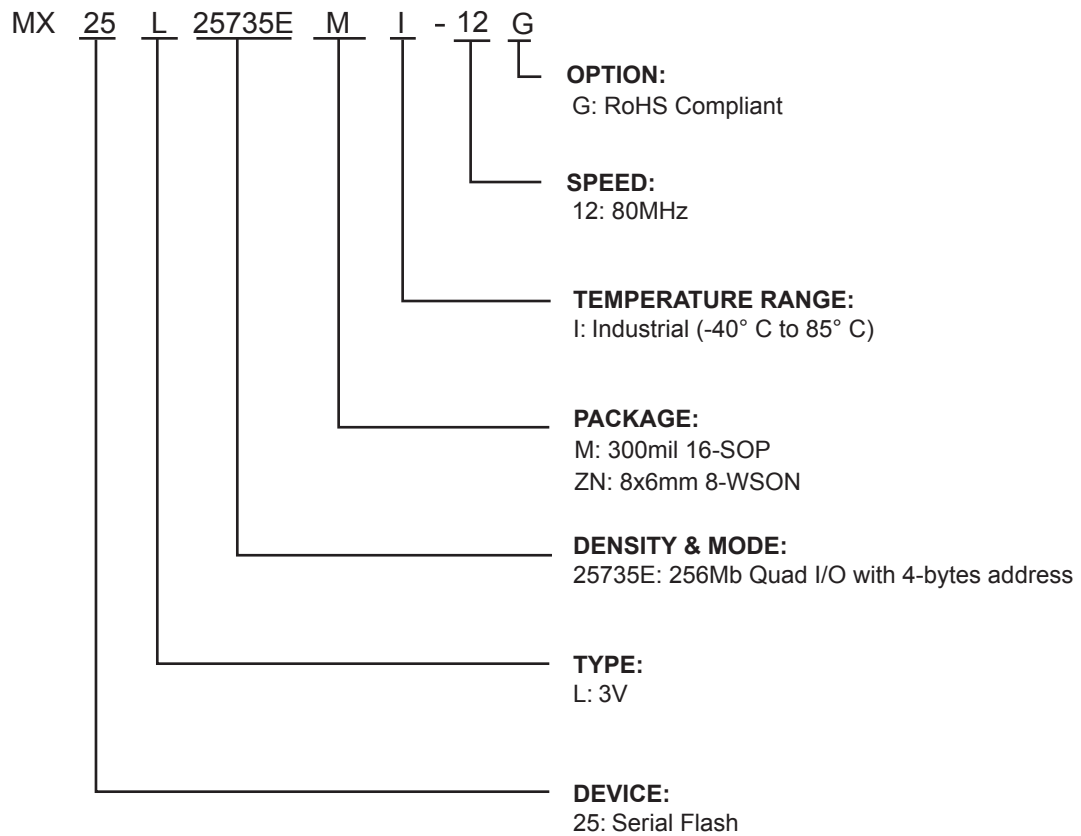 MX 25 L 25735E M I - 12 G
OPTION:
G: RoHS Compliant
SPEED:
12: 80MHz
TEMPERATURE RANGE:
I: Industrial (-40° C to 85° C)
PACKAGE:
M: 300mil 16-SOP
ZN: 8x6mm 8-WSON
DENSITY & MODE:
25735E: 256Mb Quad I/O with 4-bytes address
TYPE:
L: 3V
DEVICE:
25: Serial Flash